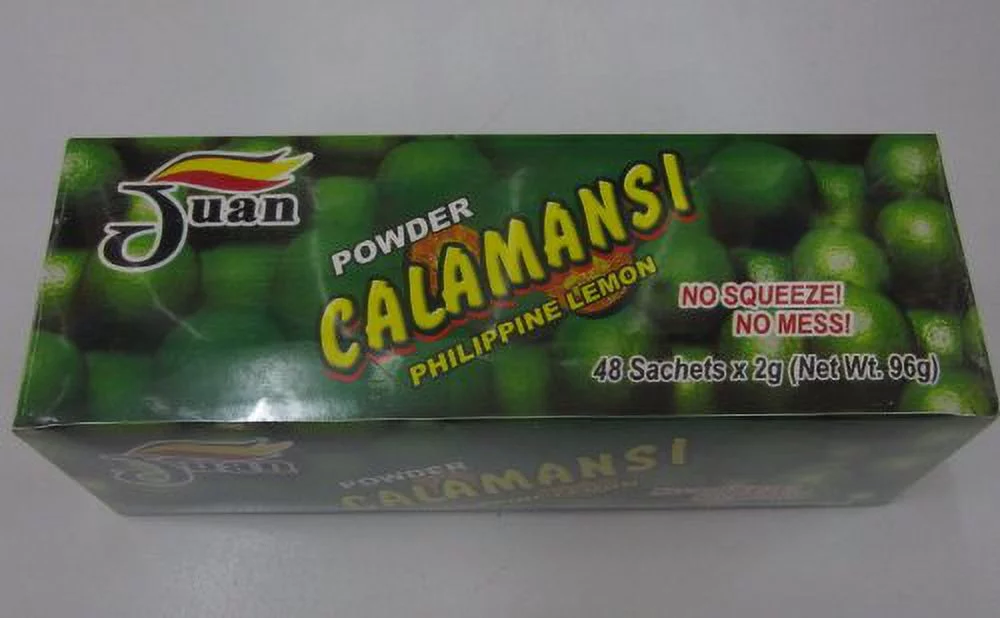 Juan
POWDER
CALAMANSI
PHILIPPINE LEMON
NO SQUEEZE!
NO MESS!
48 Sachets x 2g (Net Wt. 96g)
Juan
POWDER
CALAMANSI